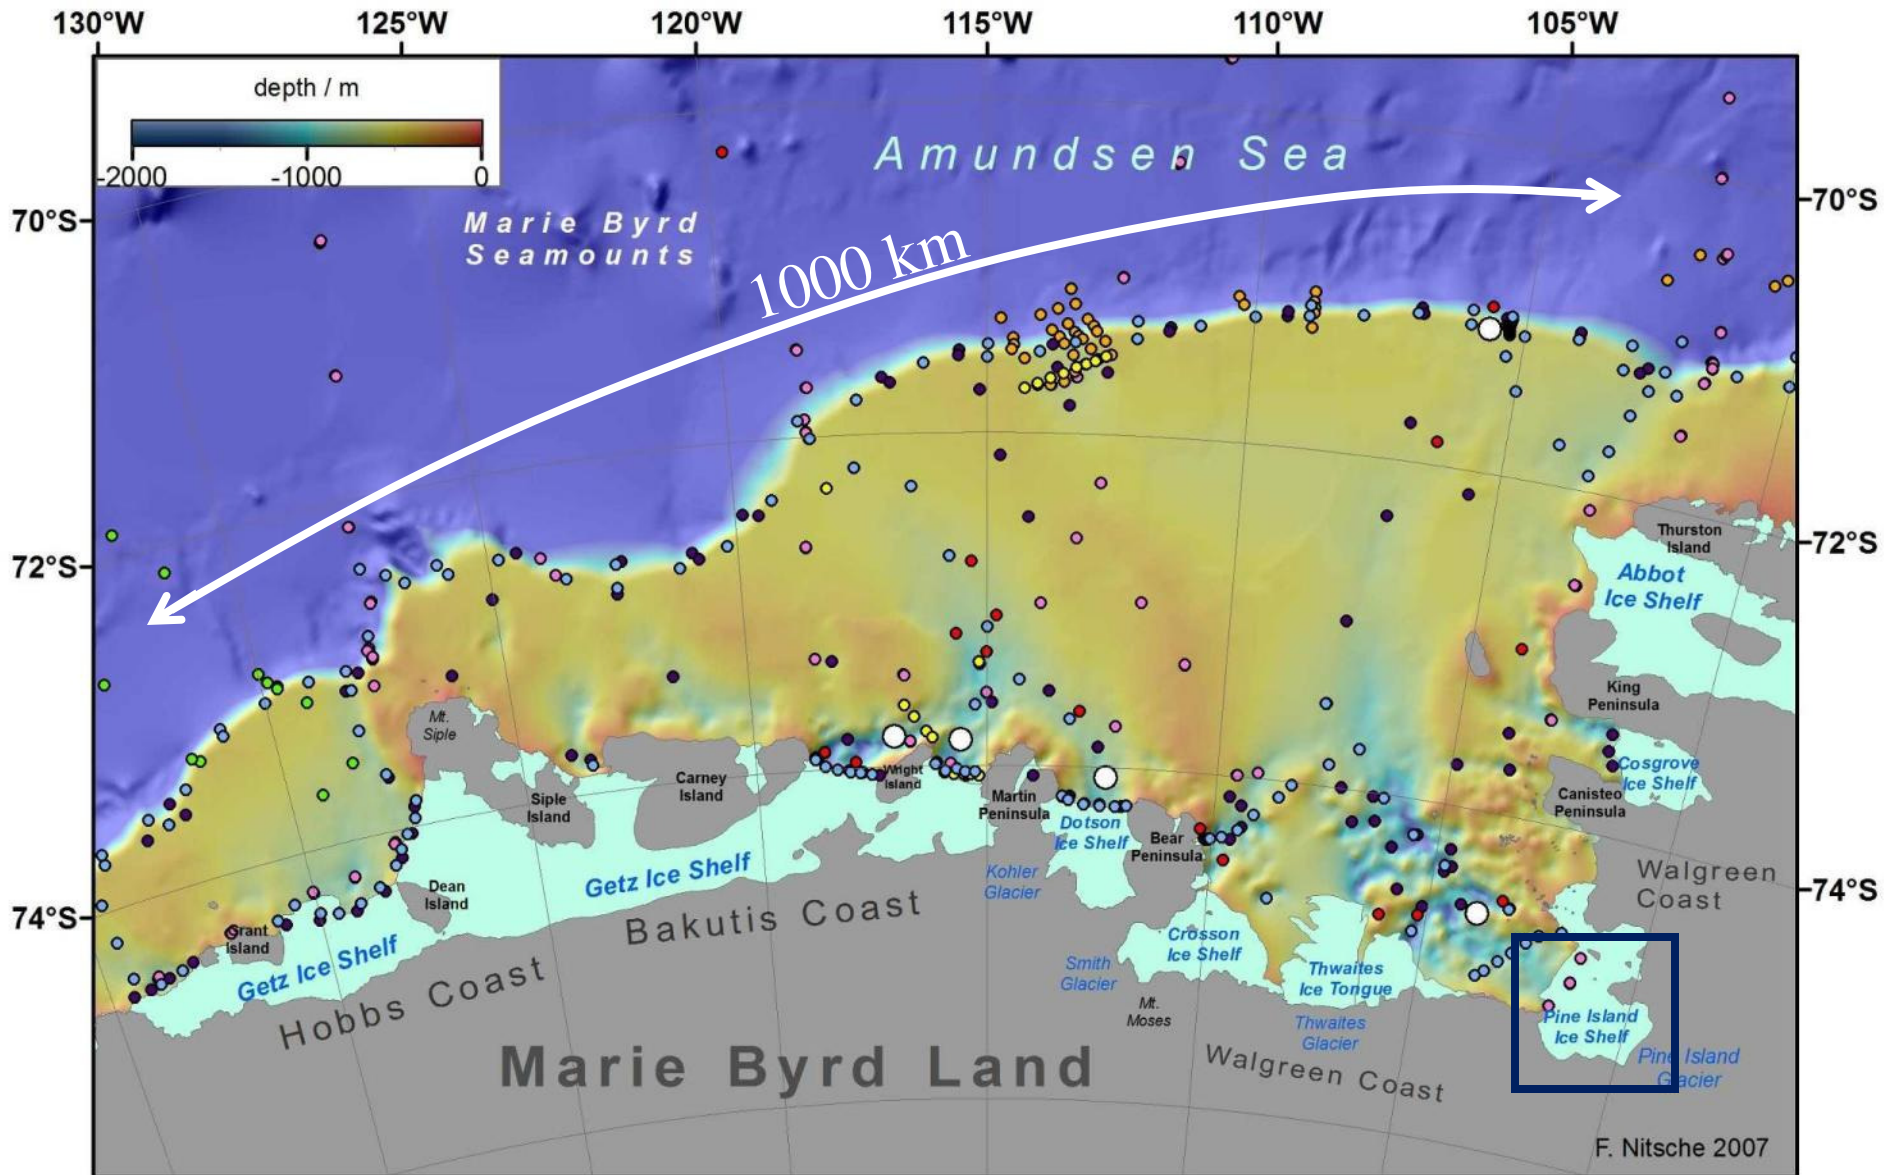 130°W 125°W 120°W 115°W 110°W 105°W
depth / m
-2000 -1000 0
Amundsen Sea
70°S
70°S
Marie Byrd
Seamounts
1000 km
72°S
72°S
Thurston
Island
Abbot
Ice Shelf
King
Peninsula
Mt.
Siple
Cosgrove
Ice Shelf
Canisteo
Peninsula
Siple
Island
Carney
Island
Wright
Island
Martin
Peninsula
Dotson
Ice Shelf
Bear
Peninsula
Kohler
Glacier
Walgreen
Coast
74°S
74°S
Dean
Island
Getz Ice Shelf
Bakutis Coast
Grant
Island
Getz Ice Shelf
Hobbs Coast
Crosson
Ice Shelf
Smith
Glacier
Thwaites
Ice Tongue
Mt.
Moses
Thwaites
Glacier
Pine Island
Ice Shelf
Pine Island
Glacier
Walgreen Coast
Marie Byrd Land
F. Nitsche 2007